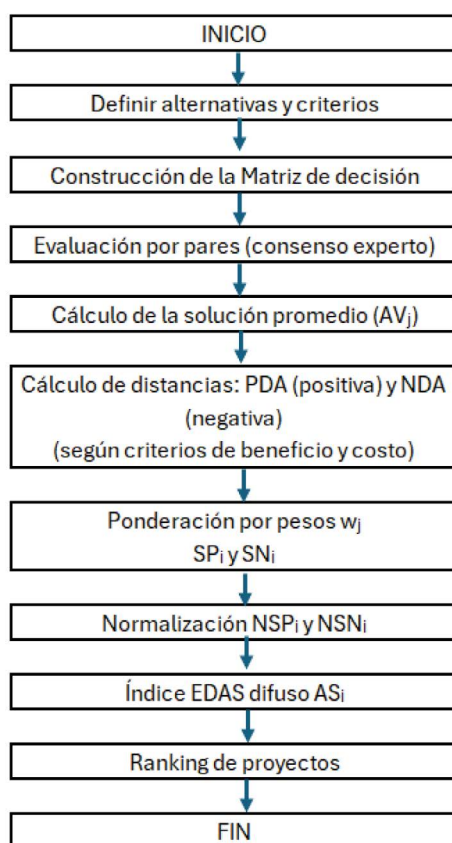 INICIO
Definir alternativas y criterios
Construcción de la Matriz de decisión
Evaluación por pares (consenso experto)
Cálculo de la solución promedio (AVⱼ)
Cálculo de distancias: PDA (positiva) y NDA
(negativa)
(según criterios de beneficio y costo)
Ponderación por pesos wⱼ
SPᵢ y SNᵢ
Normalización NSPᵢ y NSNᵢ
Índice EDAS difuso ASᵢ
Ranking de proyectos
FIN